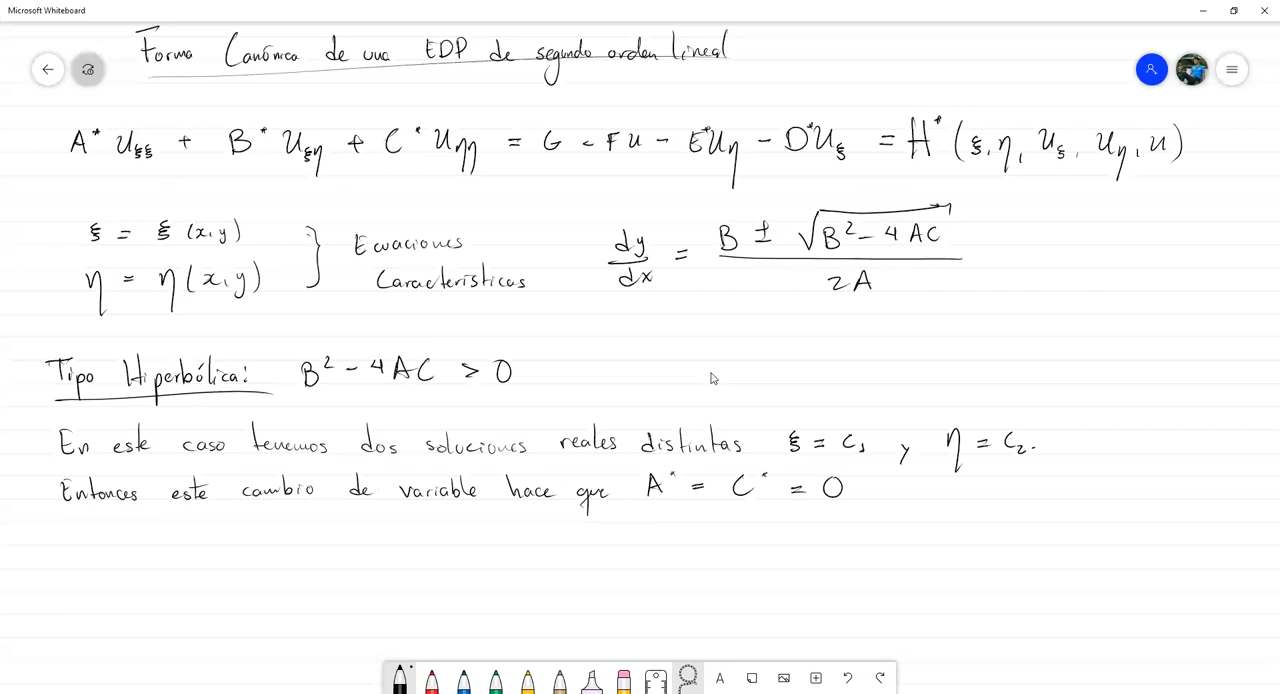 Microsoft Whiteboard
Forma Canónica de una EDP de segundo orden lineal
A* U_ξξ + B* U_ξη + C* U_ηη = G - Fu - E*U_η - D*U_ξ = H* (ξ, η, U_ξ, U_η, u)
ξ = ξ (x, y)
η = η(x, y)
} Ecuaciones
Características
dy/dx = (B ± √(B² - 4AC)) / 2A
Tipo Hiperbólica: B² - 4AC > 0
En este caso tenemos dos soluciones reales distintas ξ = C₁ y η = C₂.
Entonces este cambio de variable hace que A* = C* = 0
A